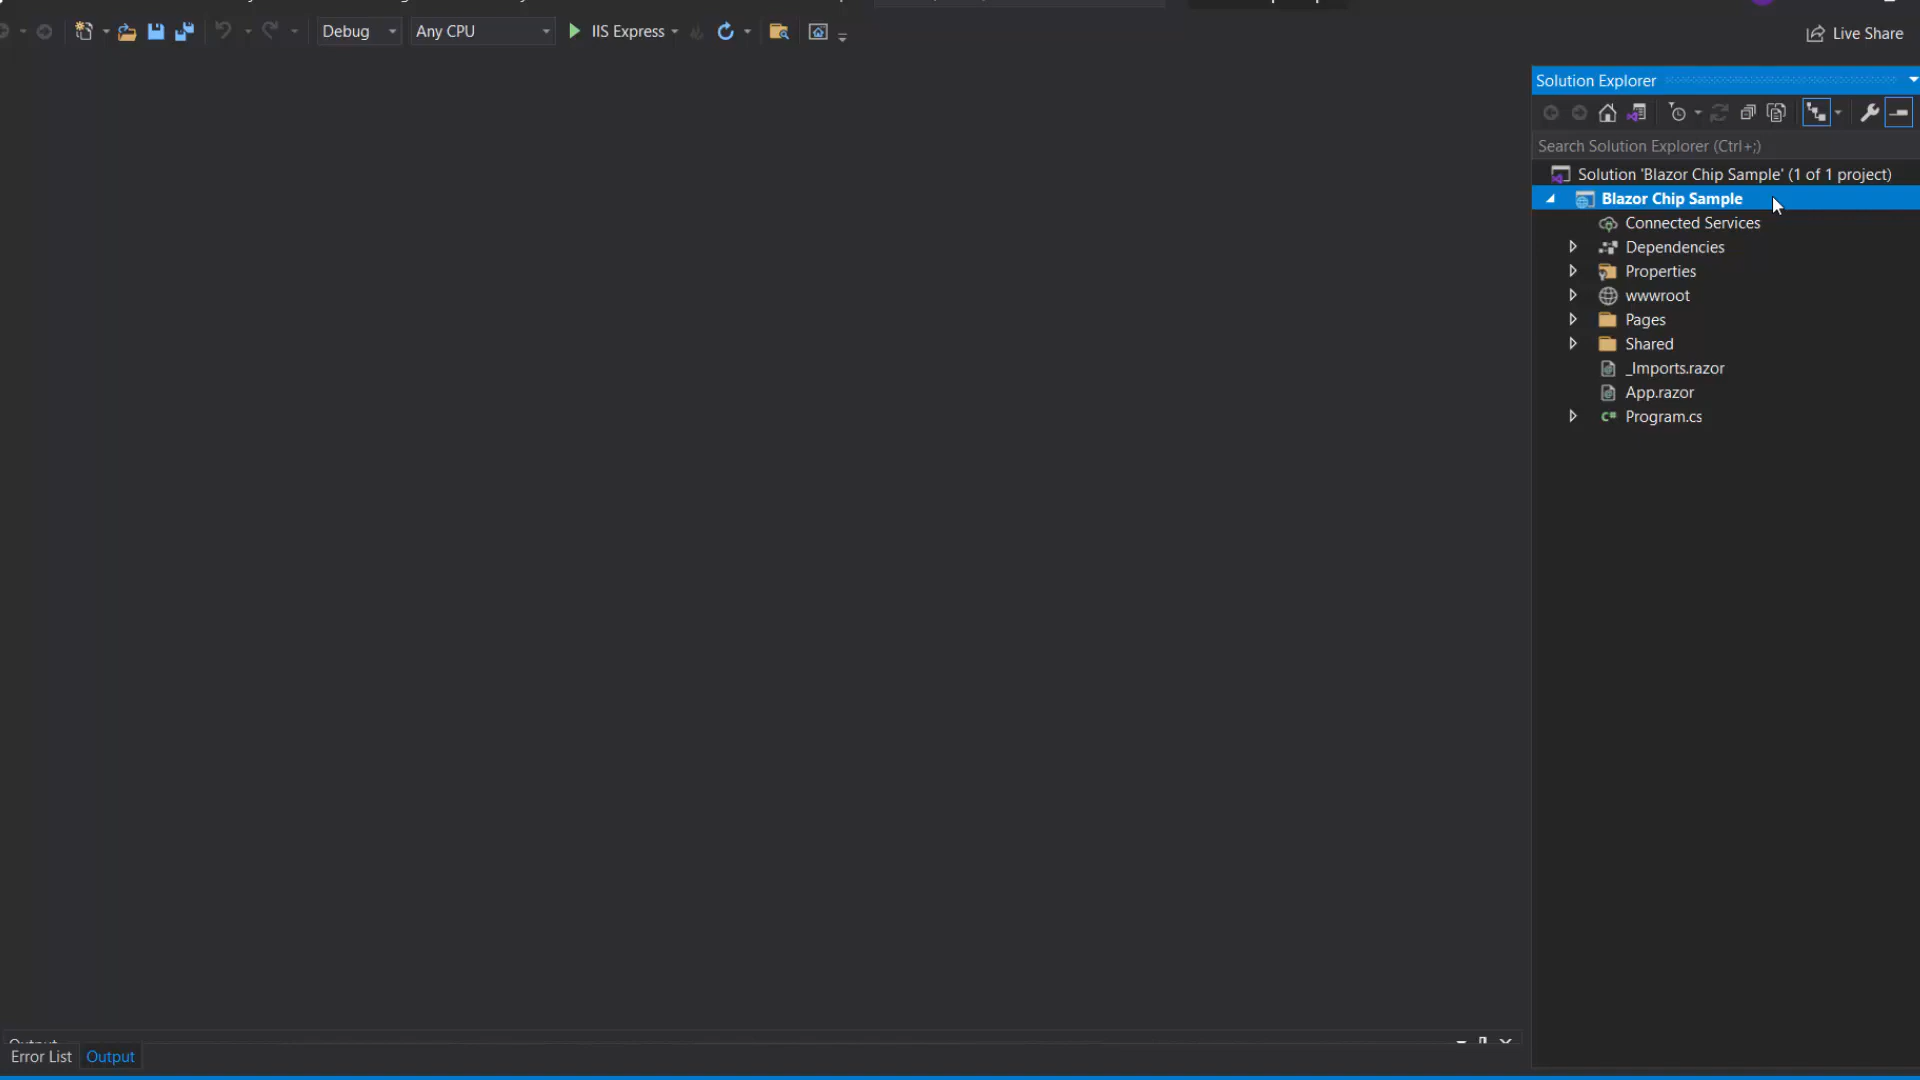 Debug
Any CPU
IIS Express
Live Share
Solution Explorer
Search Solution Explorer (Ctrl+;)
Solution 'Blazor Chip Sample' (1 of 1 project)
Blazor Chip Sample
Connected Services
Dependencies
Properties
wwwroot
Pages
Shared
_Imports.razor
App.razor
C# Program.cs
Error List
Output